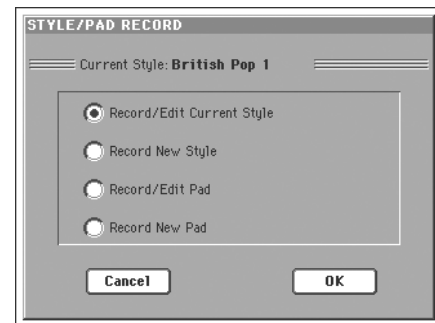 STYLE/PAD RECORD
Current Style: British Pop 1
Record/Edit Current Style
Record New Style
Record/Edit Pad
Record New Pad
Cancel OK